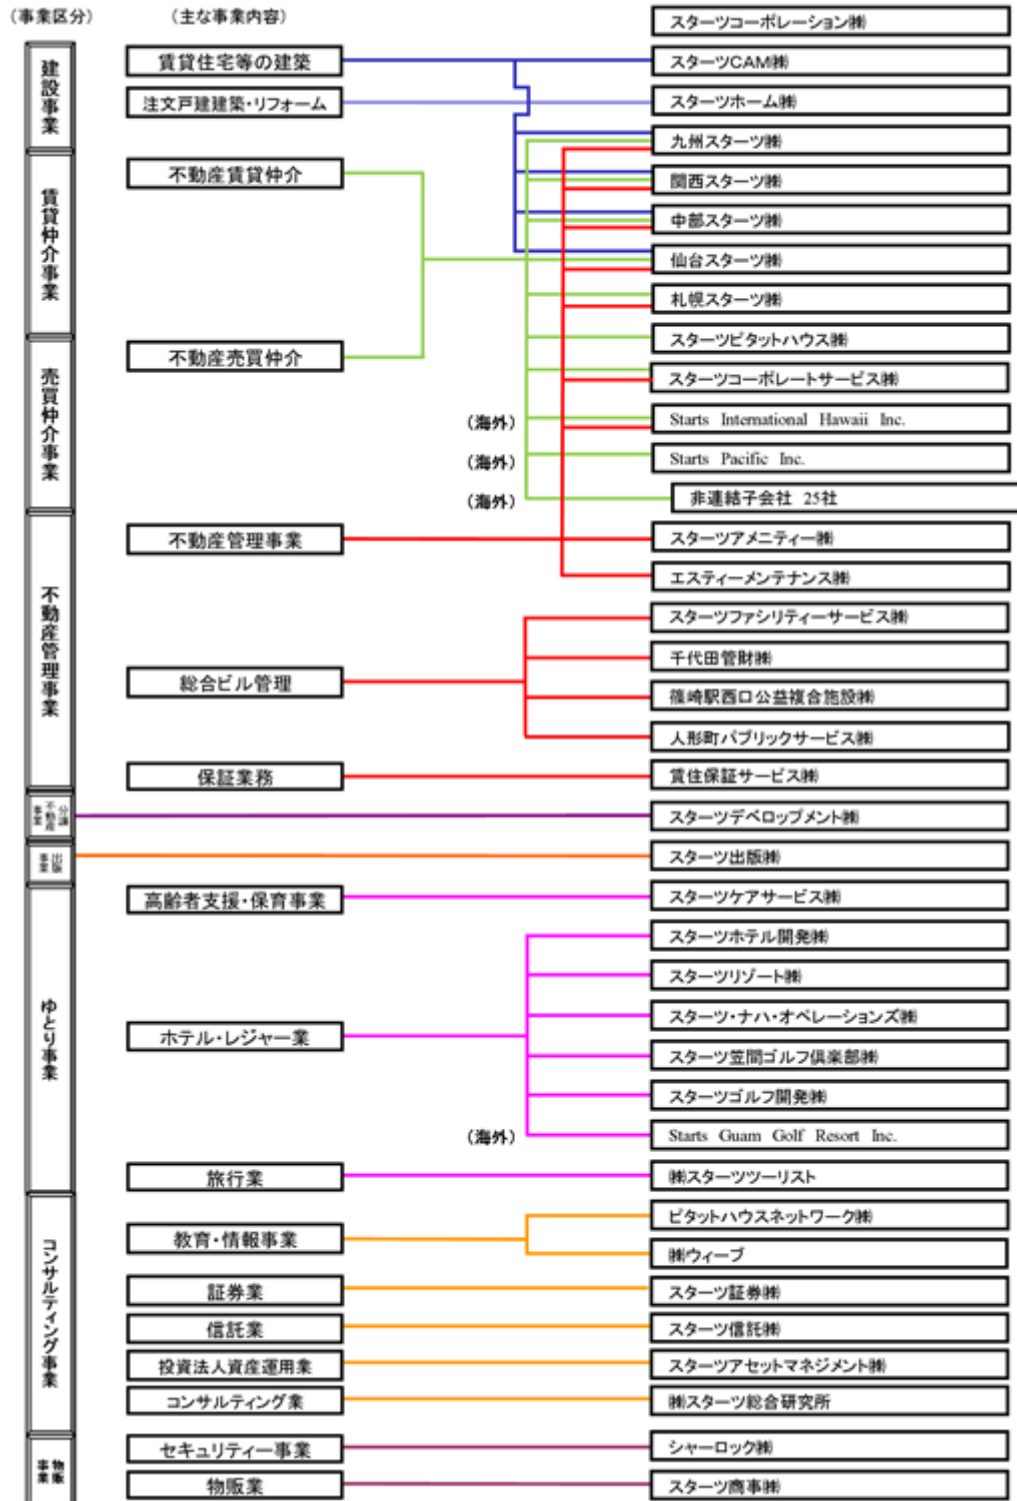 （事業区分）
（主な事業内容）
スターツコーポレーション㈱
建設事業
賃貸住宅等の建築
スターツCAM㈱
注文戸建建築・リフォーム
スターツホーム㈱
九州スターツ㈱
賃貸仲介事業
不動産賃貸仲介
関西スターツ㈱
中部スターツ㈱
仙台スターツ㈱
札幌スターツ㈱
売買仲介事業
不動産売買仲介
スターツピタットハウス㈱
スターツコーポレートサービス㈱
（海外）
Starts International Hawaii Inc.
（海外）
Starts Pacific Inc.
（海外）
非連結子会社 25社
不動産管理事業
不動産管理事業
スターツアメニティー㈱
エスティーメンテナンス㈱
スターツファシリティーサービス㈱
総合ビル管理
千代田管財㈱
篠崎駅西口公益複合施設㈱
人形町パブリックサービス㈱
保証業務
賃住保証サービス㈱
分譲不動産事業
スターツデベロップメント㈱
出版事業
スターツ出版㈱
ゆとり事業
高齢者支援・保育事業
スターツケアサービス㈱
スターツホテル開発㈱
スターツリゾート㈱
ホテル・レジャー業
スターツ・ナハ・オペレーションズ㈱
スターツ笠間ゴルフ倶楽部㈱
スターツゴルフ開発㈱
（海外）
Starts Guam Golf Resort Inc.
旅行業
㈱スターツツーリスト
コンサルティング事業
教育・情報事業
ピタットハウスネットワーク㈱
㈱ウィーブ
証券業
スターツ証券㈱
信託業
スターツ信託㈱
投資法人資産運用業
スターツアセットマネジメント㈱
コンサルティング業
㈱スターツ総合研究所
物販事業
セキュリティー事業
シャーロック㈱
物販業
スターツ商事㈱